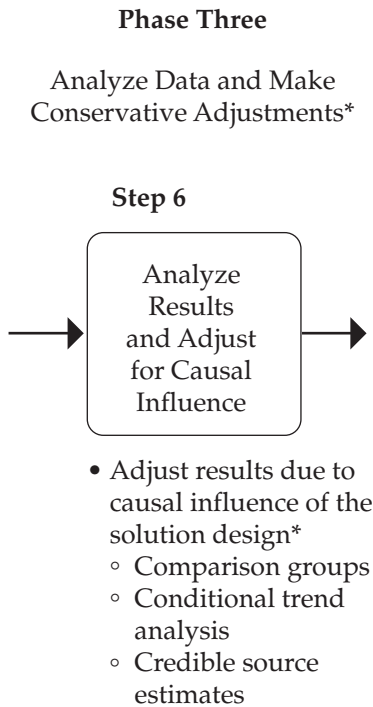 Phase Three
Analyze Data and Make
Conservative Adjustments*
Step 6
Analyze
Results
and Adjust
for Causal
Influence
• Adjust results due to
causal influence of the
solution design*
◦ Comparison groups
◦ Conditional trend
analysis
◦ Credible source
estimates